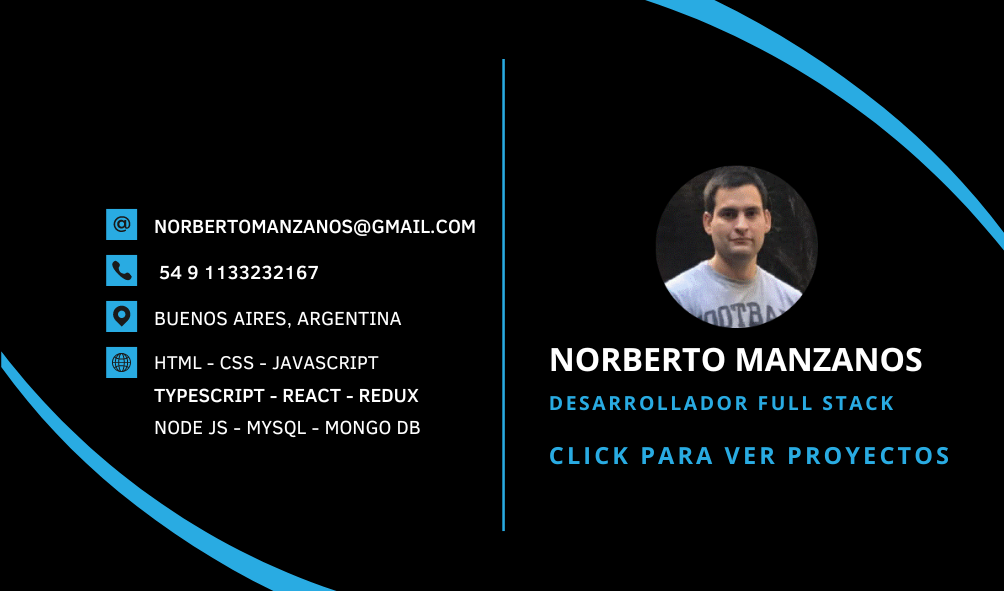 @ NORBERTOMANZANOS@GMAIL.COM
54 9 1133232167
BUENOS AIRES, ARGENTINA
HTML - CSS - JAVASCRIPT
TYPESCRIPT - REACT - REDUX
NODE JS - MYSQL - MONGO DB
OOTBA
NORBERTO MANZANOS
DESARROLLADOR FULL STACK
CLICK PARA VER PROYECTOS